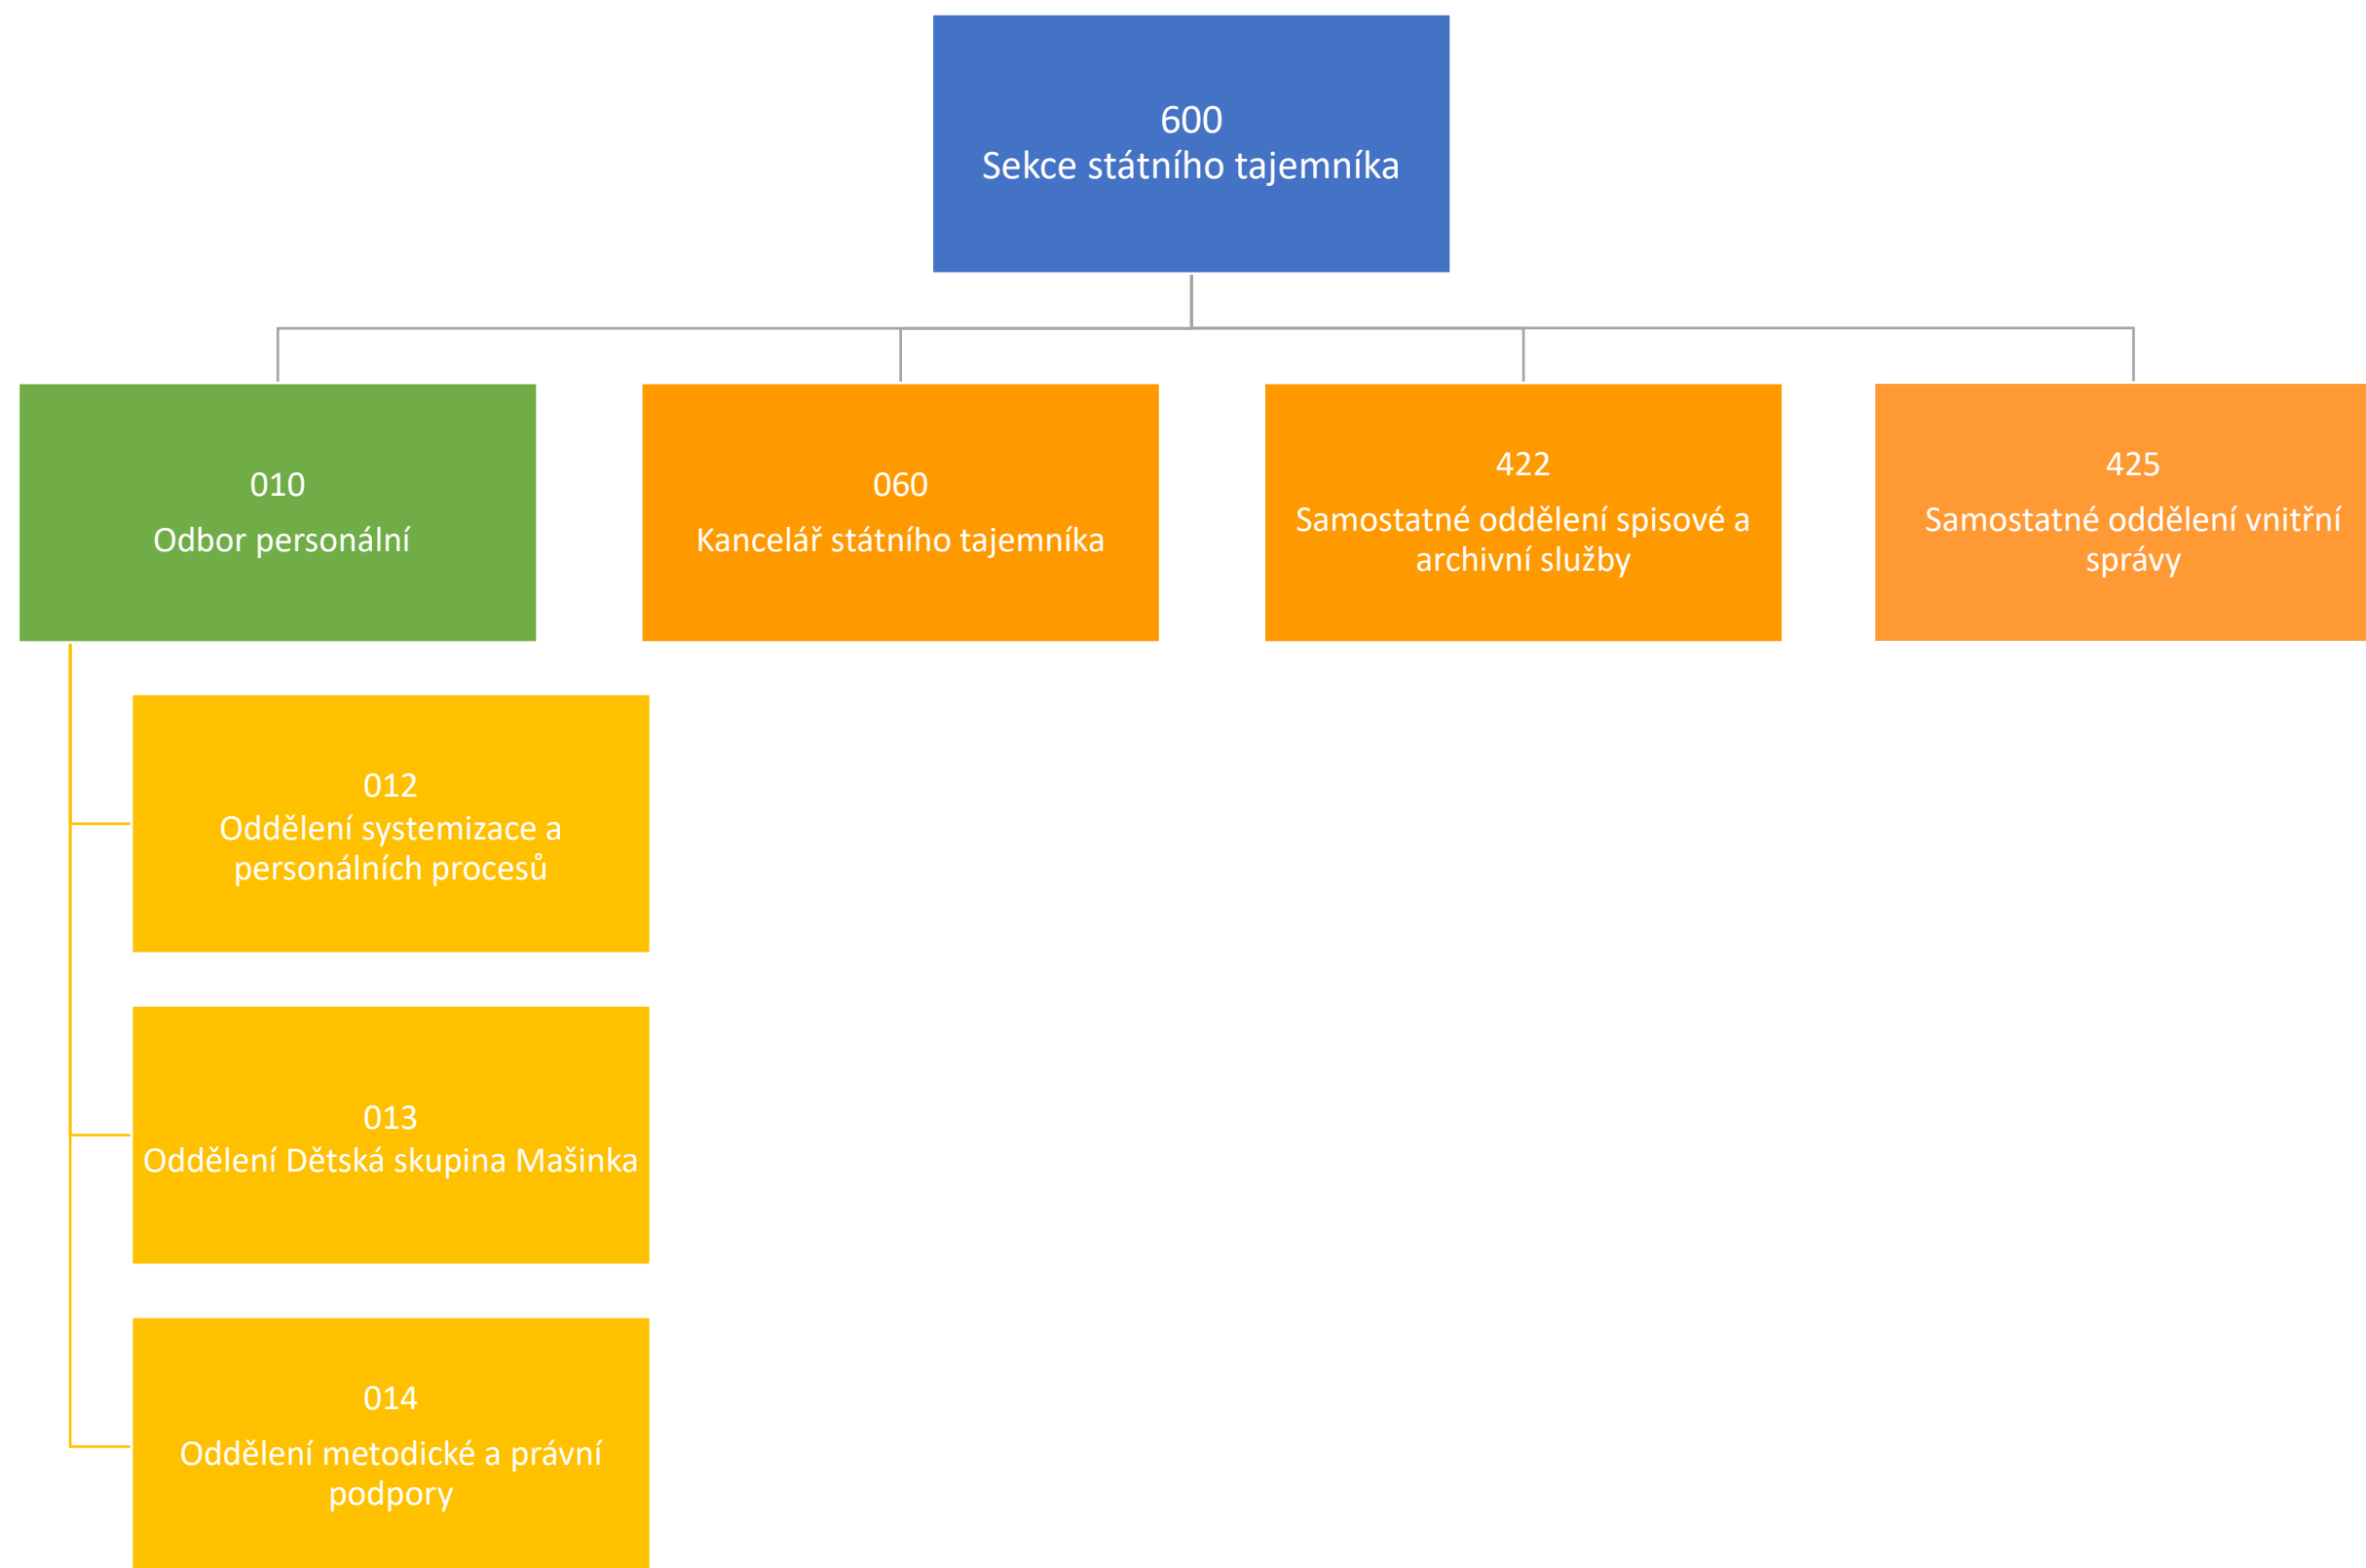 600
Sekce státního tajemníka
010
Odbor personální
060
Kancelář státního tajemníka
422
Samostatné oddělení spisové a
archivní služby
425
Samostatné oddělení vnitřní
správy
012
Oddělení systemizace a
personálních procesů
013
Oddělení Dětská skupina Mašinka
014
Oddělení metodické a právní
podpory